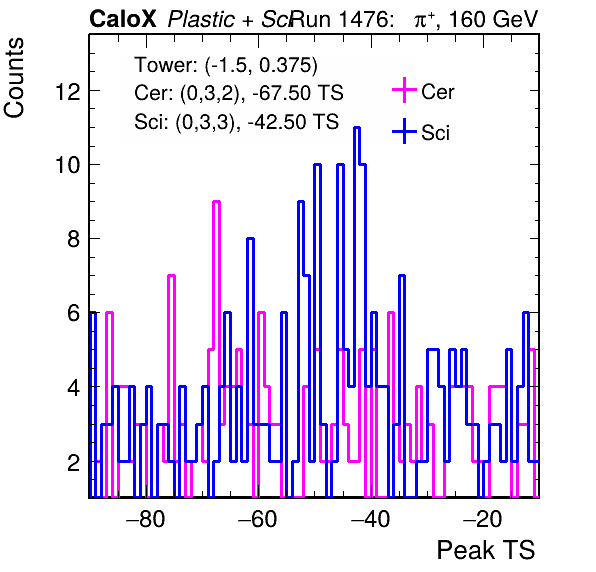 CaloX Plastic + Sci Run 1476: π+, 160 GeV
Tower: (-1.5, 0.375)
Cer: (0,3,2), -67.50 TS
Sci: (0,3,3), -42.50 TS
Cer
Sci
Counts
12
10
8
6
4
2
−80 −60 −40 −20
Peak TS